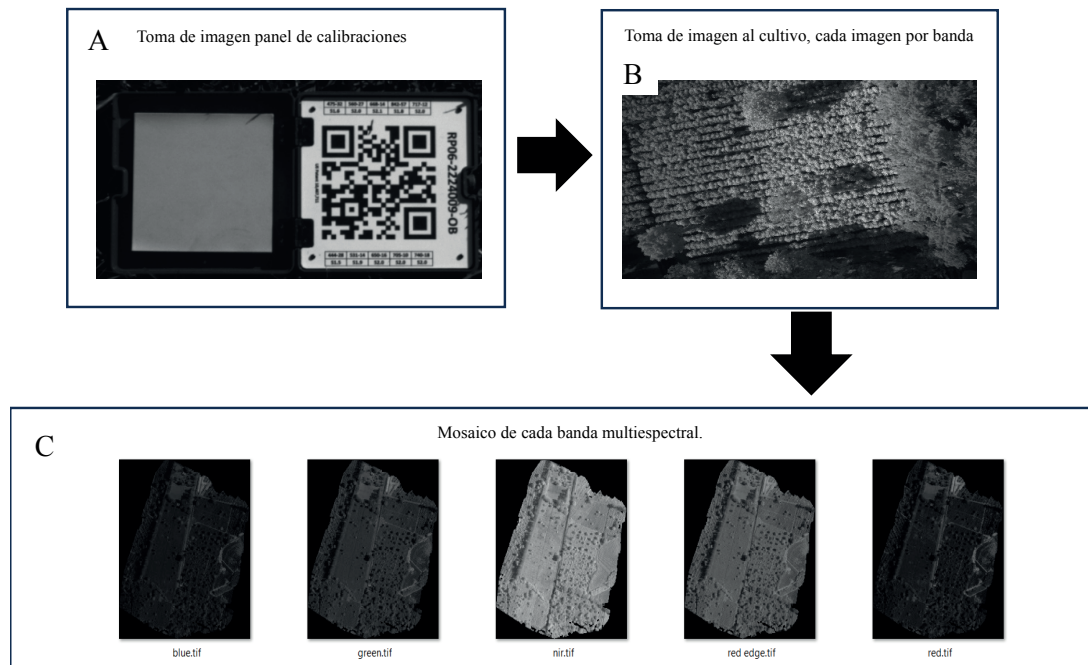 A
Toma de imagen panel de calibraciones
RP06-2224009-OB
B
Toma de imagen al cultivo, cada imagen por banda
C
Mosaico de cada banda multiespectral.
blue.tif
green.tif
nir.tif
red edge.tif
red.tif